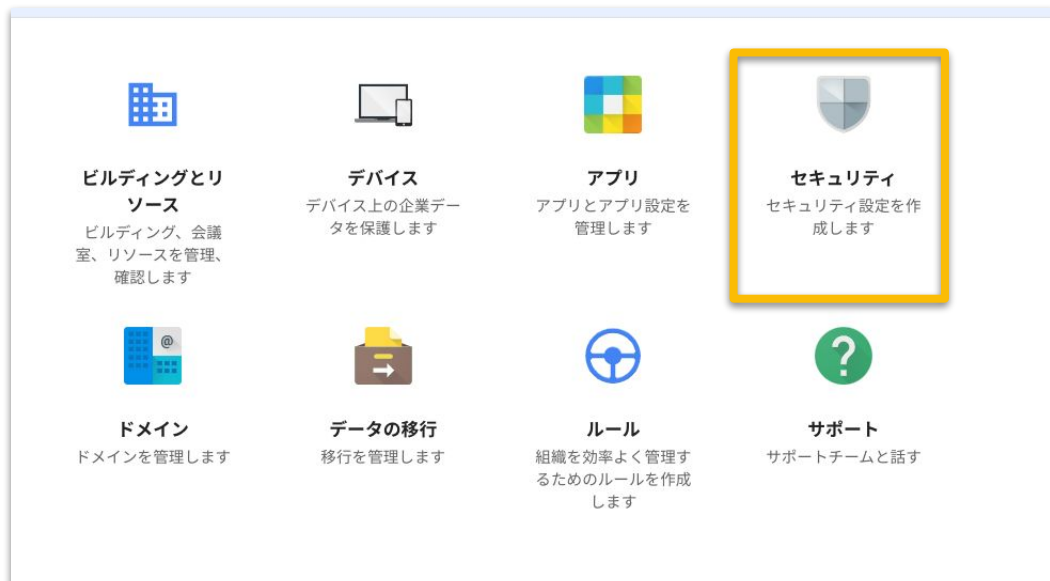 ビルディングとリ
ソース
ビルディング、会議
室、リソースを管理、
確認します
デバイス
デバイス上の企業デー
タを保護します
アプリ
アプリとアプリ設定を
管理します
セキュリティ
セキュリティ設定を作
成します
@
ドメイン
ドメインを管理します
データの移行
移行を管理します
ルール
組織を効率よく管理す
るためのルールを作成
します
?
サポート
サポートチームと話す